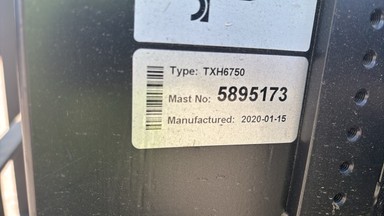 Type: TXH6750
Mast No: 5895173
Manufactured: 2020-01-15